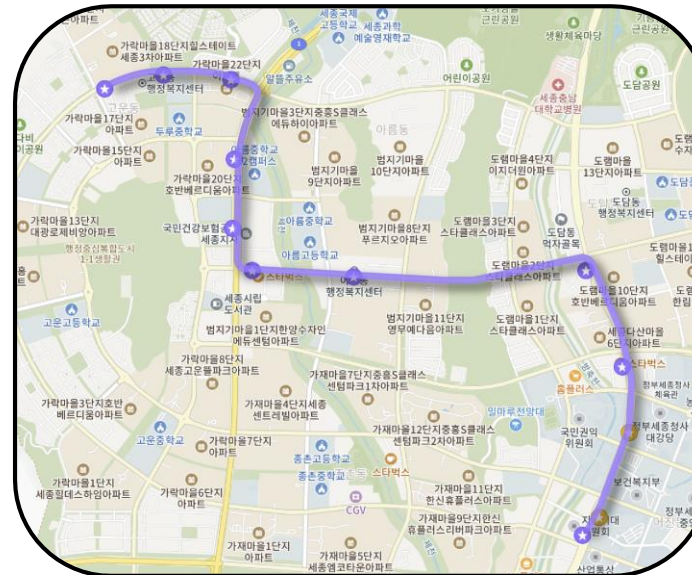 세종국제
고등학교
세종과학
예술영재학교
생활체육공원
근린공원
가락마을18단지힐스테이트
세종3차아파트
가락마을22단지
알뜰주유소
어린이공원
세종충남
대학교병원
도담공원
고운동
행정복지센터
가락마을17단지
아파트
두루중학교
범지기마을3단지중흥S클래스
에듀하이아파트
아름동
이공원
가락마을15단지
아파트
2캠퍼스
범지기마을
9단지아파트
범지기마을
10단지아파트
도램마을4단지
이지더원아파트
도램마을
13단지아파트
가락마을20단지
호반베르디움아파트
도담동
행정복지센터
가락마을13단지
대광로제비앙아파트
행정중심복합도시
1-1생활권
국민건강보험공
세종지사
아름중학교
아름고등학교
범지기마을8단지
푸르지오아파트
도램마을3단지
스타클래스아파트
도담동
먹자골목
스타벅스
행정복지센터
도램마을2단지
스타클래스아파트
도램마을10단지
호반베르디움아파트
고운고등학교
세종시립
도서관
범지기마을1단지한양수자인
에듀센텀아파트
범지기마을11단지
영무예다음아파트
도램마을1단지
스타클래스아파트
6단지아파트
가락마을8단지
세종고운뜰파크아파트
가재마을7단지중흥S클래스
센텀파크1차아파트
홈플러스
스타벅스
정부세종청사
체육관
가락마을3단지호반
베르디움아파트
고운중학교
가락마을7단지
아파트
가재마을4단지세종
센트레빌아파트
가재마을12단지중흥S클래스
센텀파크2차아파트
밀마루전망대
국민권익
위원회
정부세종청사
대강당
가락마을1단지
세종힐데스하임아파트
가락마을6단지
아파트
종촌고등학교
종촌중학교
스타벅스
보건복지부
CGV
가재마을11단지
한신휴플러스아파트
가재마을1단지
아파트
가재마을5단지
세종엠코타운아파트
가재마을9단지한신
휴플러스리버파크아파트
세천
산업통상